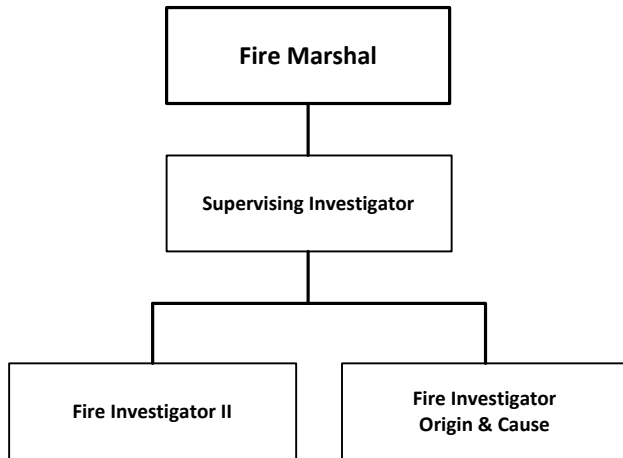 Fire Marshal
Supervising Investigator
Fire Investigator II
Fire Investigator
Origin & Cause